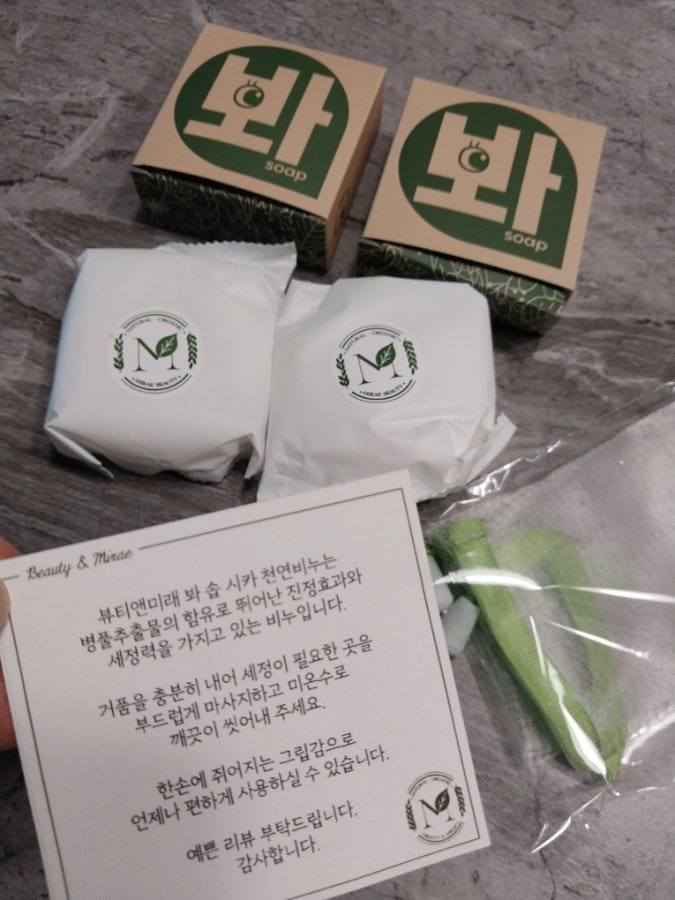 봐
soap
봐
soap
NATURAL ORGANIC
M
MIRAE BEAUTY
NATURAL ORGANIC
M
MIRAE BEAUTY
Beauty & Mirae
뷰티앤미래 봐 솝 시카 천연비누는
병풀추출물의 함유로 뛰어난 진정효과와
세정력을 가지고 있는 비누입니다.
거품을 충분히 내어 세정이 필요한 곳을
부드럽게 마사지하고 미온수로
깨끗이 씻어내 주세요.
한손에 쥐어지는 그립감으로
언제나 편하게 사용하실 수 있습니다.
예쁜 리뷰 부탁드립니다.
감사합니다.
NATURAL ORGANIC
M
BEAUTY & MIRAE